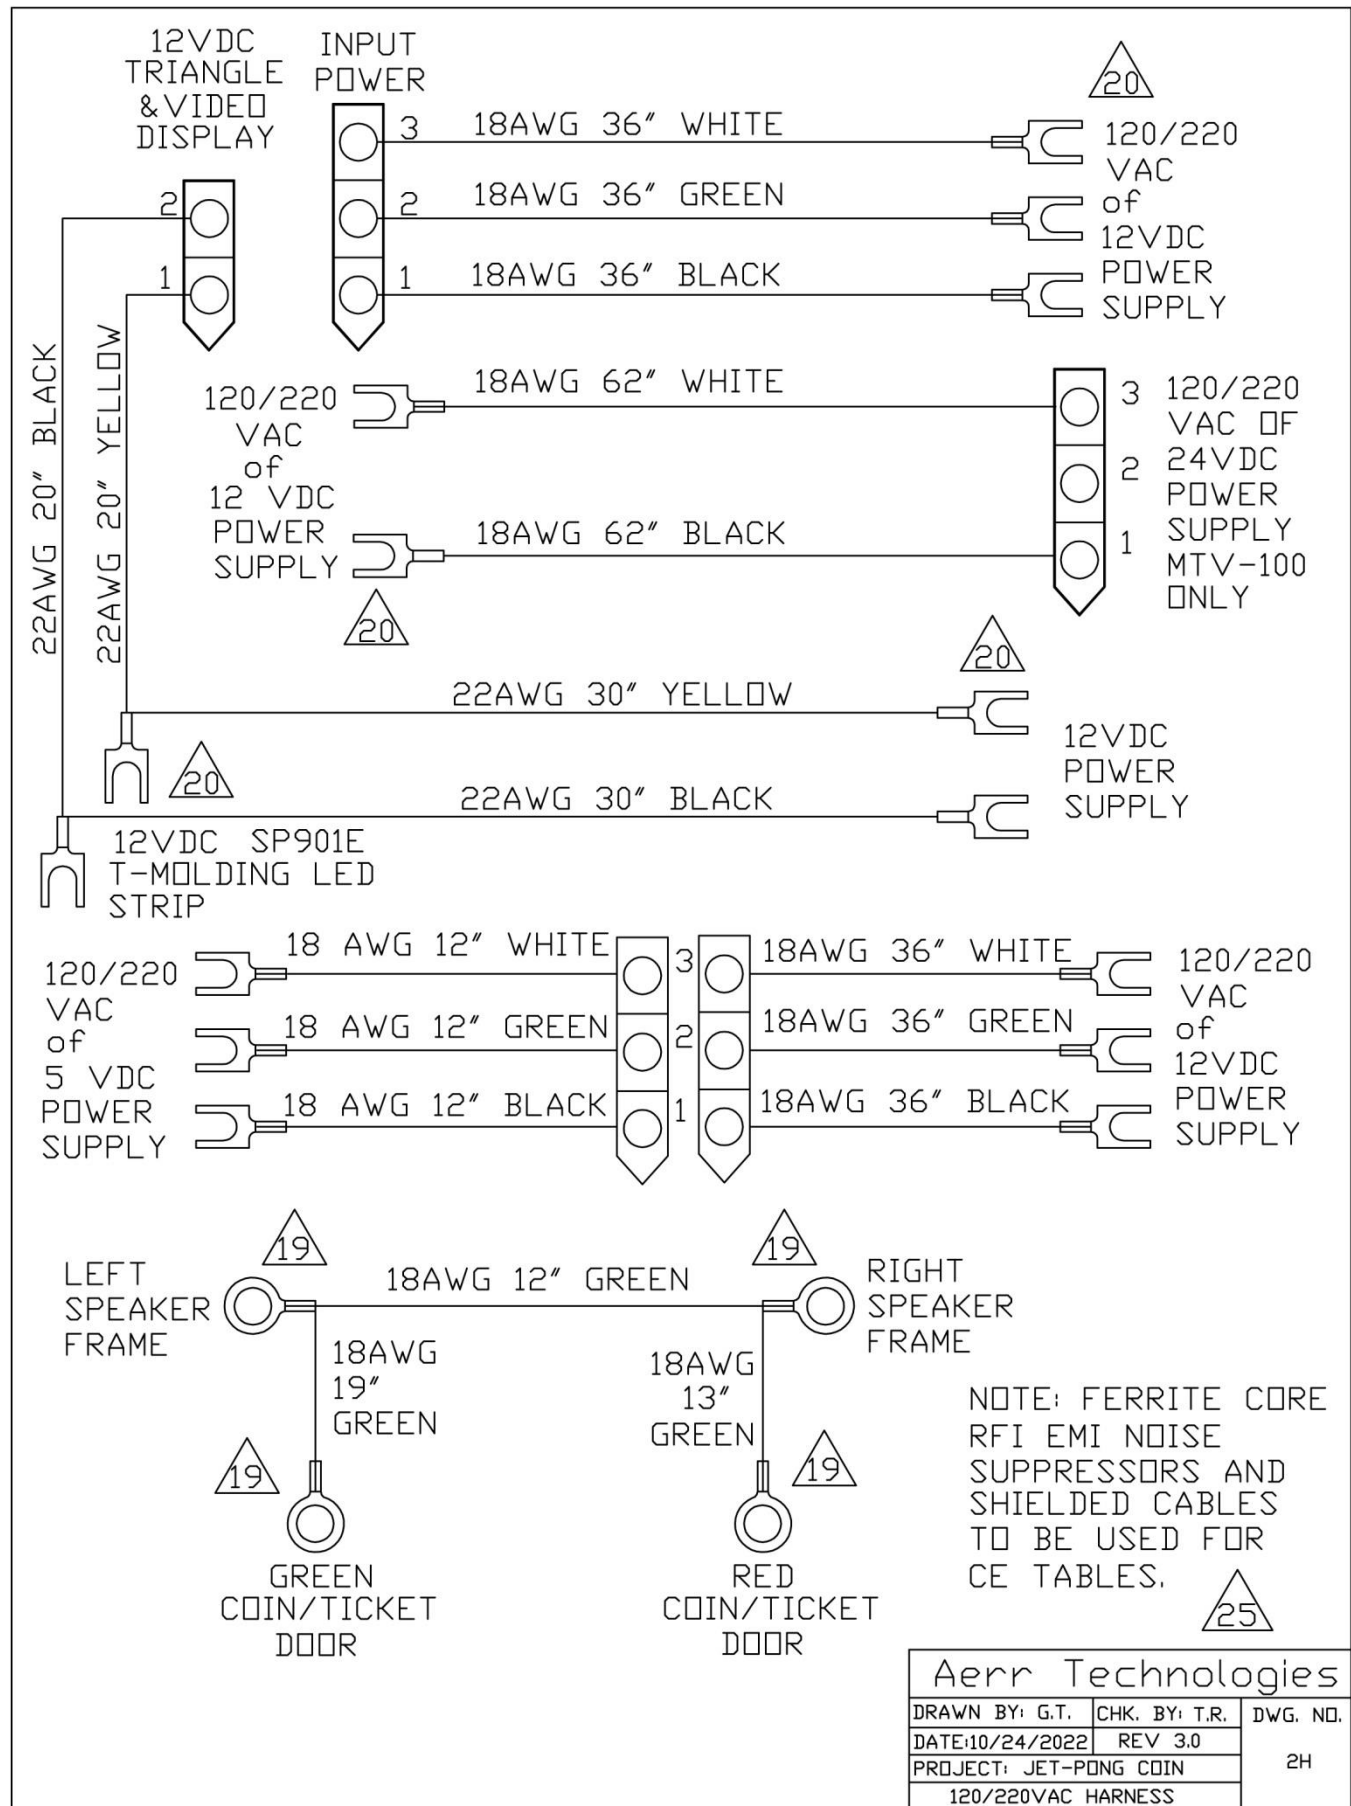 12VDC
TRIANGLE
&VIDEO
DISPLAY
INPUT
POWER
20
3
18AWG 36" WHITE
2
18AWG 36" GREEN
1
18AWG 36" BLACK
120/220
VAC
of
12VDC
POWER
SUPPLY
2
1
22AWG 20" BLACK
22AWG 20" YELLOW
120/220
VAC
of
12 VDC
POWER
SUPPLY
20
18AWG 62" WHITE
18AWG 62" BLACK
3
2
1
120/220
VAC OF
24VDC
POWER
SUPPLY
MTV-100
ONLY
20
22AWG 30" YELLOW
20
22AWG 30" BLACK
12VDC
POWER
SUPPLY
12VDC SP901E
T-MOLDING LED
STRIP
120/220
VAC
of
5 VDC
POWER
SUPPLY
18 AWG 12" WHITE
18 AWG 12" GREEN
18 AWG 12" BLACK
3
2
1
18AWG 36" WHITE
18AWG 36" GREEN
18AWG 36" BLACK
120/220
VAC
of
12VDC
POWER
SUPPLY
19
19
LEFT
SPEAKER
FRAME
18AWG 12" GREEN
RIGHT
SPEAKER
FRAME
18AWG
19"
GREEN
18AWG
13"
GREEN
19
19
GREEN
COIN/TICKET
DOOR
RED
COIN/TICKET
DOOR
NOTE: FERRITE CORE
RFI EMI NOISE
SUPPRESSORS AND
SHIELDED CABLES
TO BE USED FOR
CE TABLES.
25
Aerr Technologies
DRAWN BY: G.T. CHK. BY: T.R. DWG. NO.
DATE:10/24/2022 REV 3.0
2H
PROJECT: JET-PONG COIN
120/220VAC HARNESS